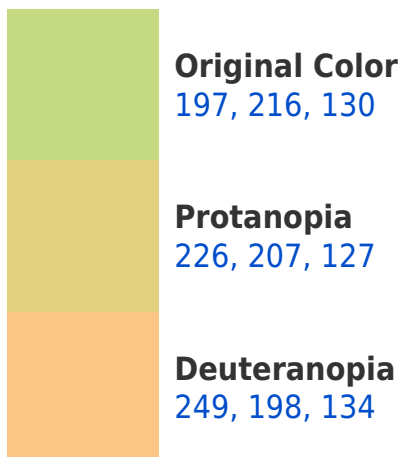 Original Color
197, 216, 130
Protanopia
226, 207, 127
Deuteranopia
249, 198, 134